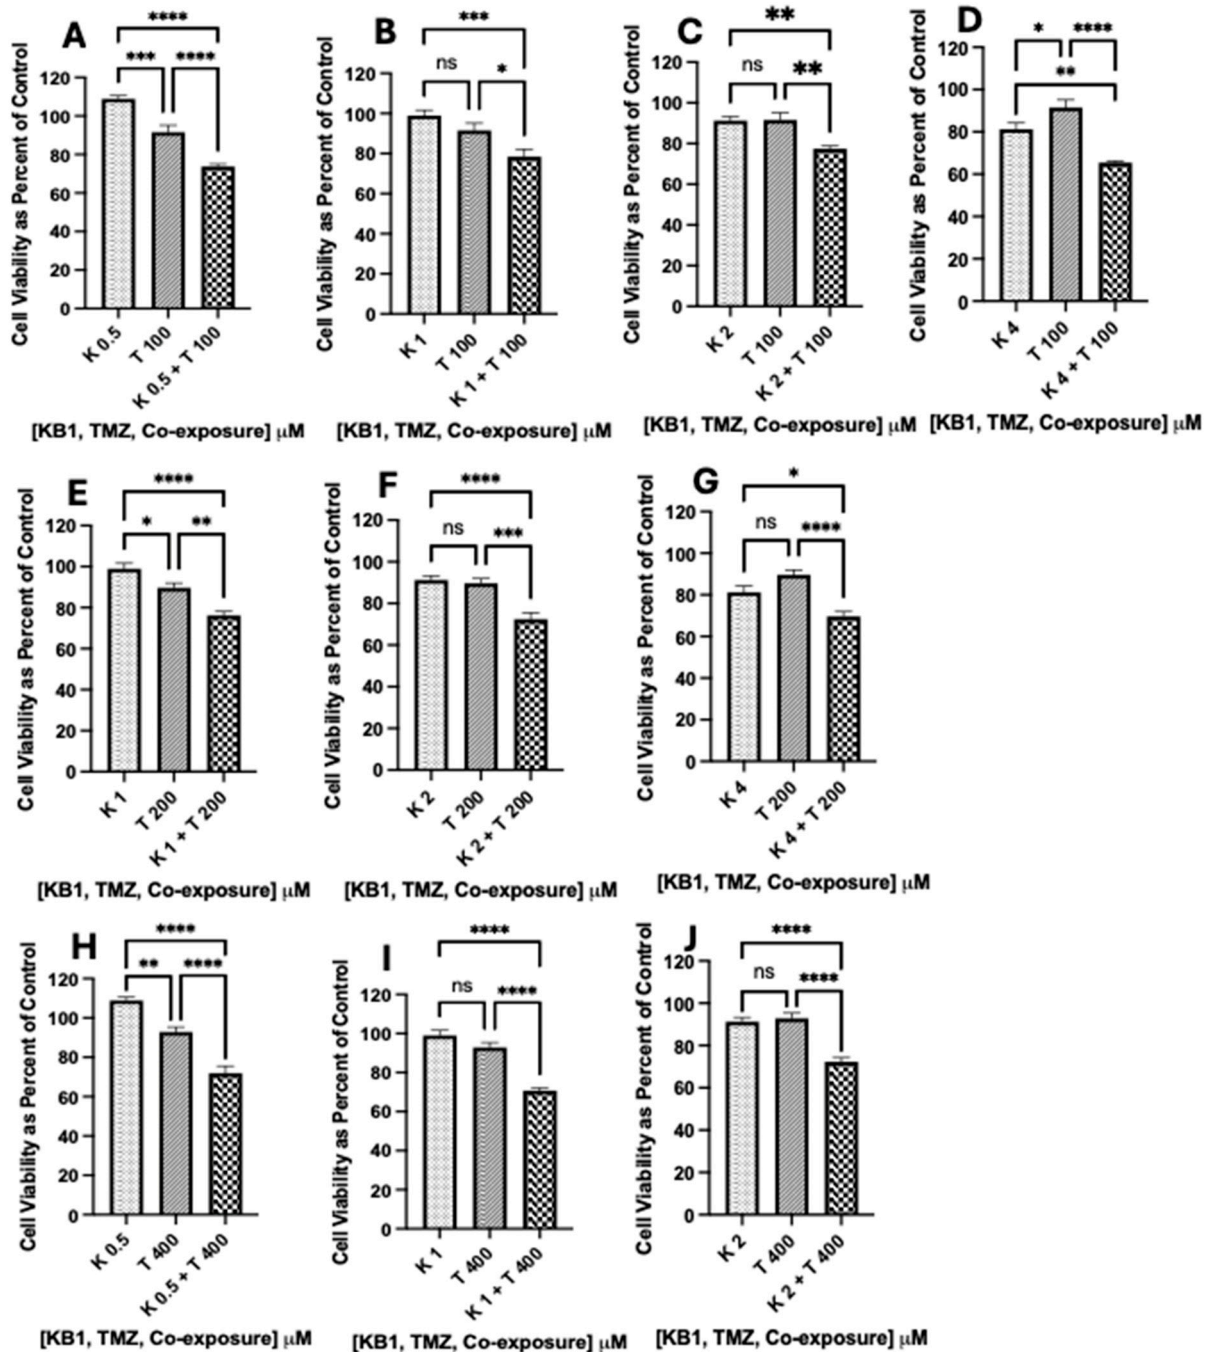 A
Cell Viability as Percent of Control
****
*** ****
120
100
80
60
40
20
0
K 0.5
T 100
K 0.5 + T 100
[KB1, TMZ, Co-exposure] μM
B
Cell Viability as Percent of Control
***
ns *
120
100
80
60
40
20
0
K 1
T 100
K 1 + T 100
[KB1, TMZ, Co-exposure] μM
C
Cell Viability as Percent of Control
**
ns **
120
100
80
60
40
20
0
K 2
T 100
K 2 + T 100
[KB1, TMZ, Co-exposure] μM
D
Cell Viability as Percent of Control
* ****
**
120
100
80
60
40
20
0
K 4
T 100
K 4 + T 100
[KB1, TMZ, Co-exposure] μM
E
Cell Viability as Percent of Control
****
* **
120
100
80
60
40
20
0
K 1
T 200
K 1 + T 200
[KB1, TMZ, Co-exposure] μM
F
Cell Viability as Percent of Control
****
ns ***
120
100
80
60
40
20
0
K 2
T 200
K 2 + T 200
[KB1, TMZ, Co-exposure] μM
G
Cell Viability as Percent of Control
*
ns ****
120
100
80
60
40
20
0
K 4
T 200
K 4 + T 200
[KB1, TMZ, Co-exposure] μM
H
Cell Viability as Percent of Control
****
** ****
120
100
80
60
40
20
0
K 0.5
T 400
K 0.5 + T 400
[KB1, TMZ, Co-exposure] μM
I
Cell Viability as Percent of Control
****
ns ****
120
100
80
60
40
20
0
K 1
T 400
K 1 + T 400
[KB1, TMZ, Co-exposure] μM
J
Cell Viability as Percent of Control
****
ns ****
120
100
80
60
40
20
0
K 2
T 400
K 2 + T 400
[KB1, TMZ, Co-exposure] μM